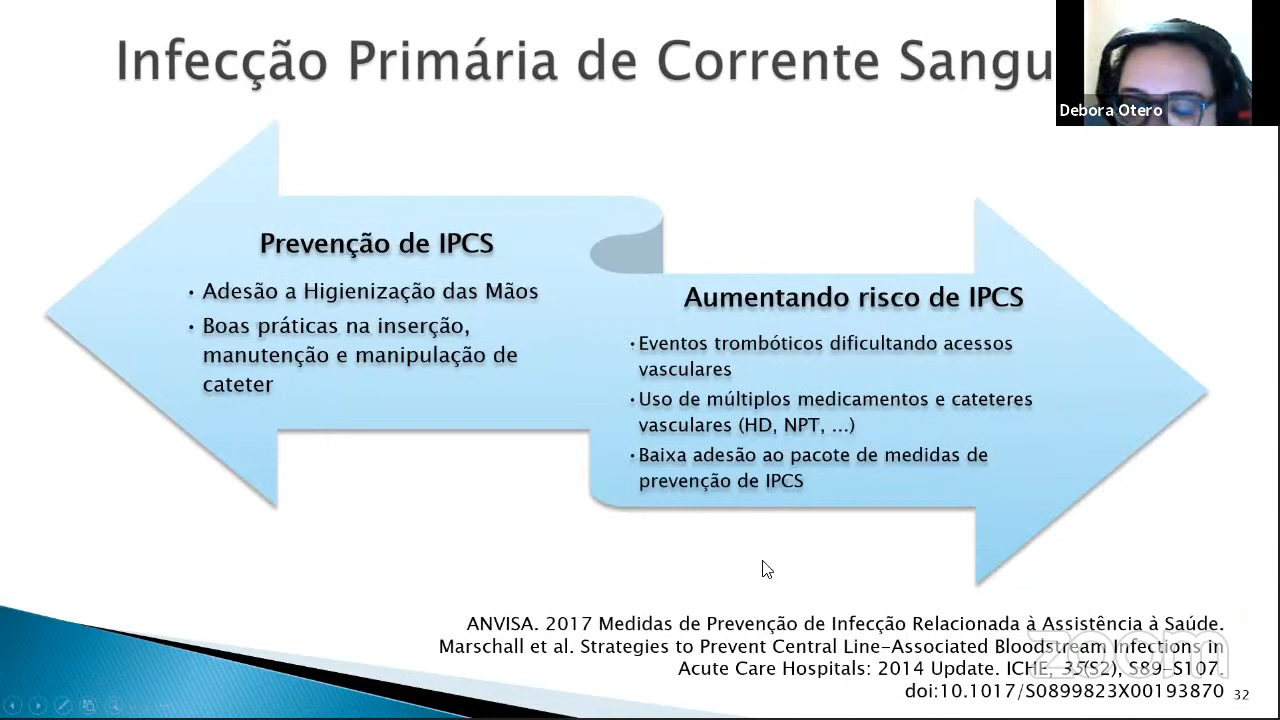 Infecção Primária de Corrente Sangu
Debora Otero
Prevenção de IPCS
• Adesão a Higienização das Mãos
• Boas práticas na inserção,
manutenção e manipulação de
cateter
Aumentando risco de IPCS
• Eventos trombóticos dificultando acessos
vasculares
• Uso de múltiplos medicamentos e cateteres
vasculares (HD, NPT, ...)
• Baixa adesão ao pacote de medidas de
prevenção de IPCS
ANVISA. 2017 Medidas de Prevenção de Infecção Relacionada à Assistência à Saúde.
Marschall et al. Strategies to Prevent Central Line-Associated Bloodstream Infections in
Acute Care Hospitals: 2014 Update. ICHE, 35(S2), S89–S107.
doi:10.1017/S0899823X00193870
zoom
32